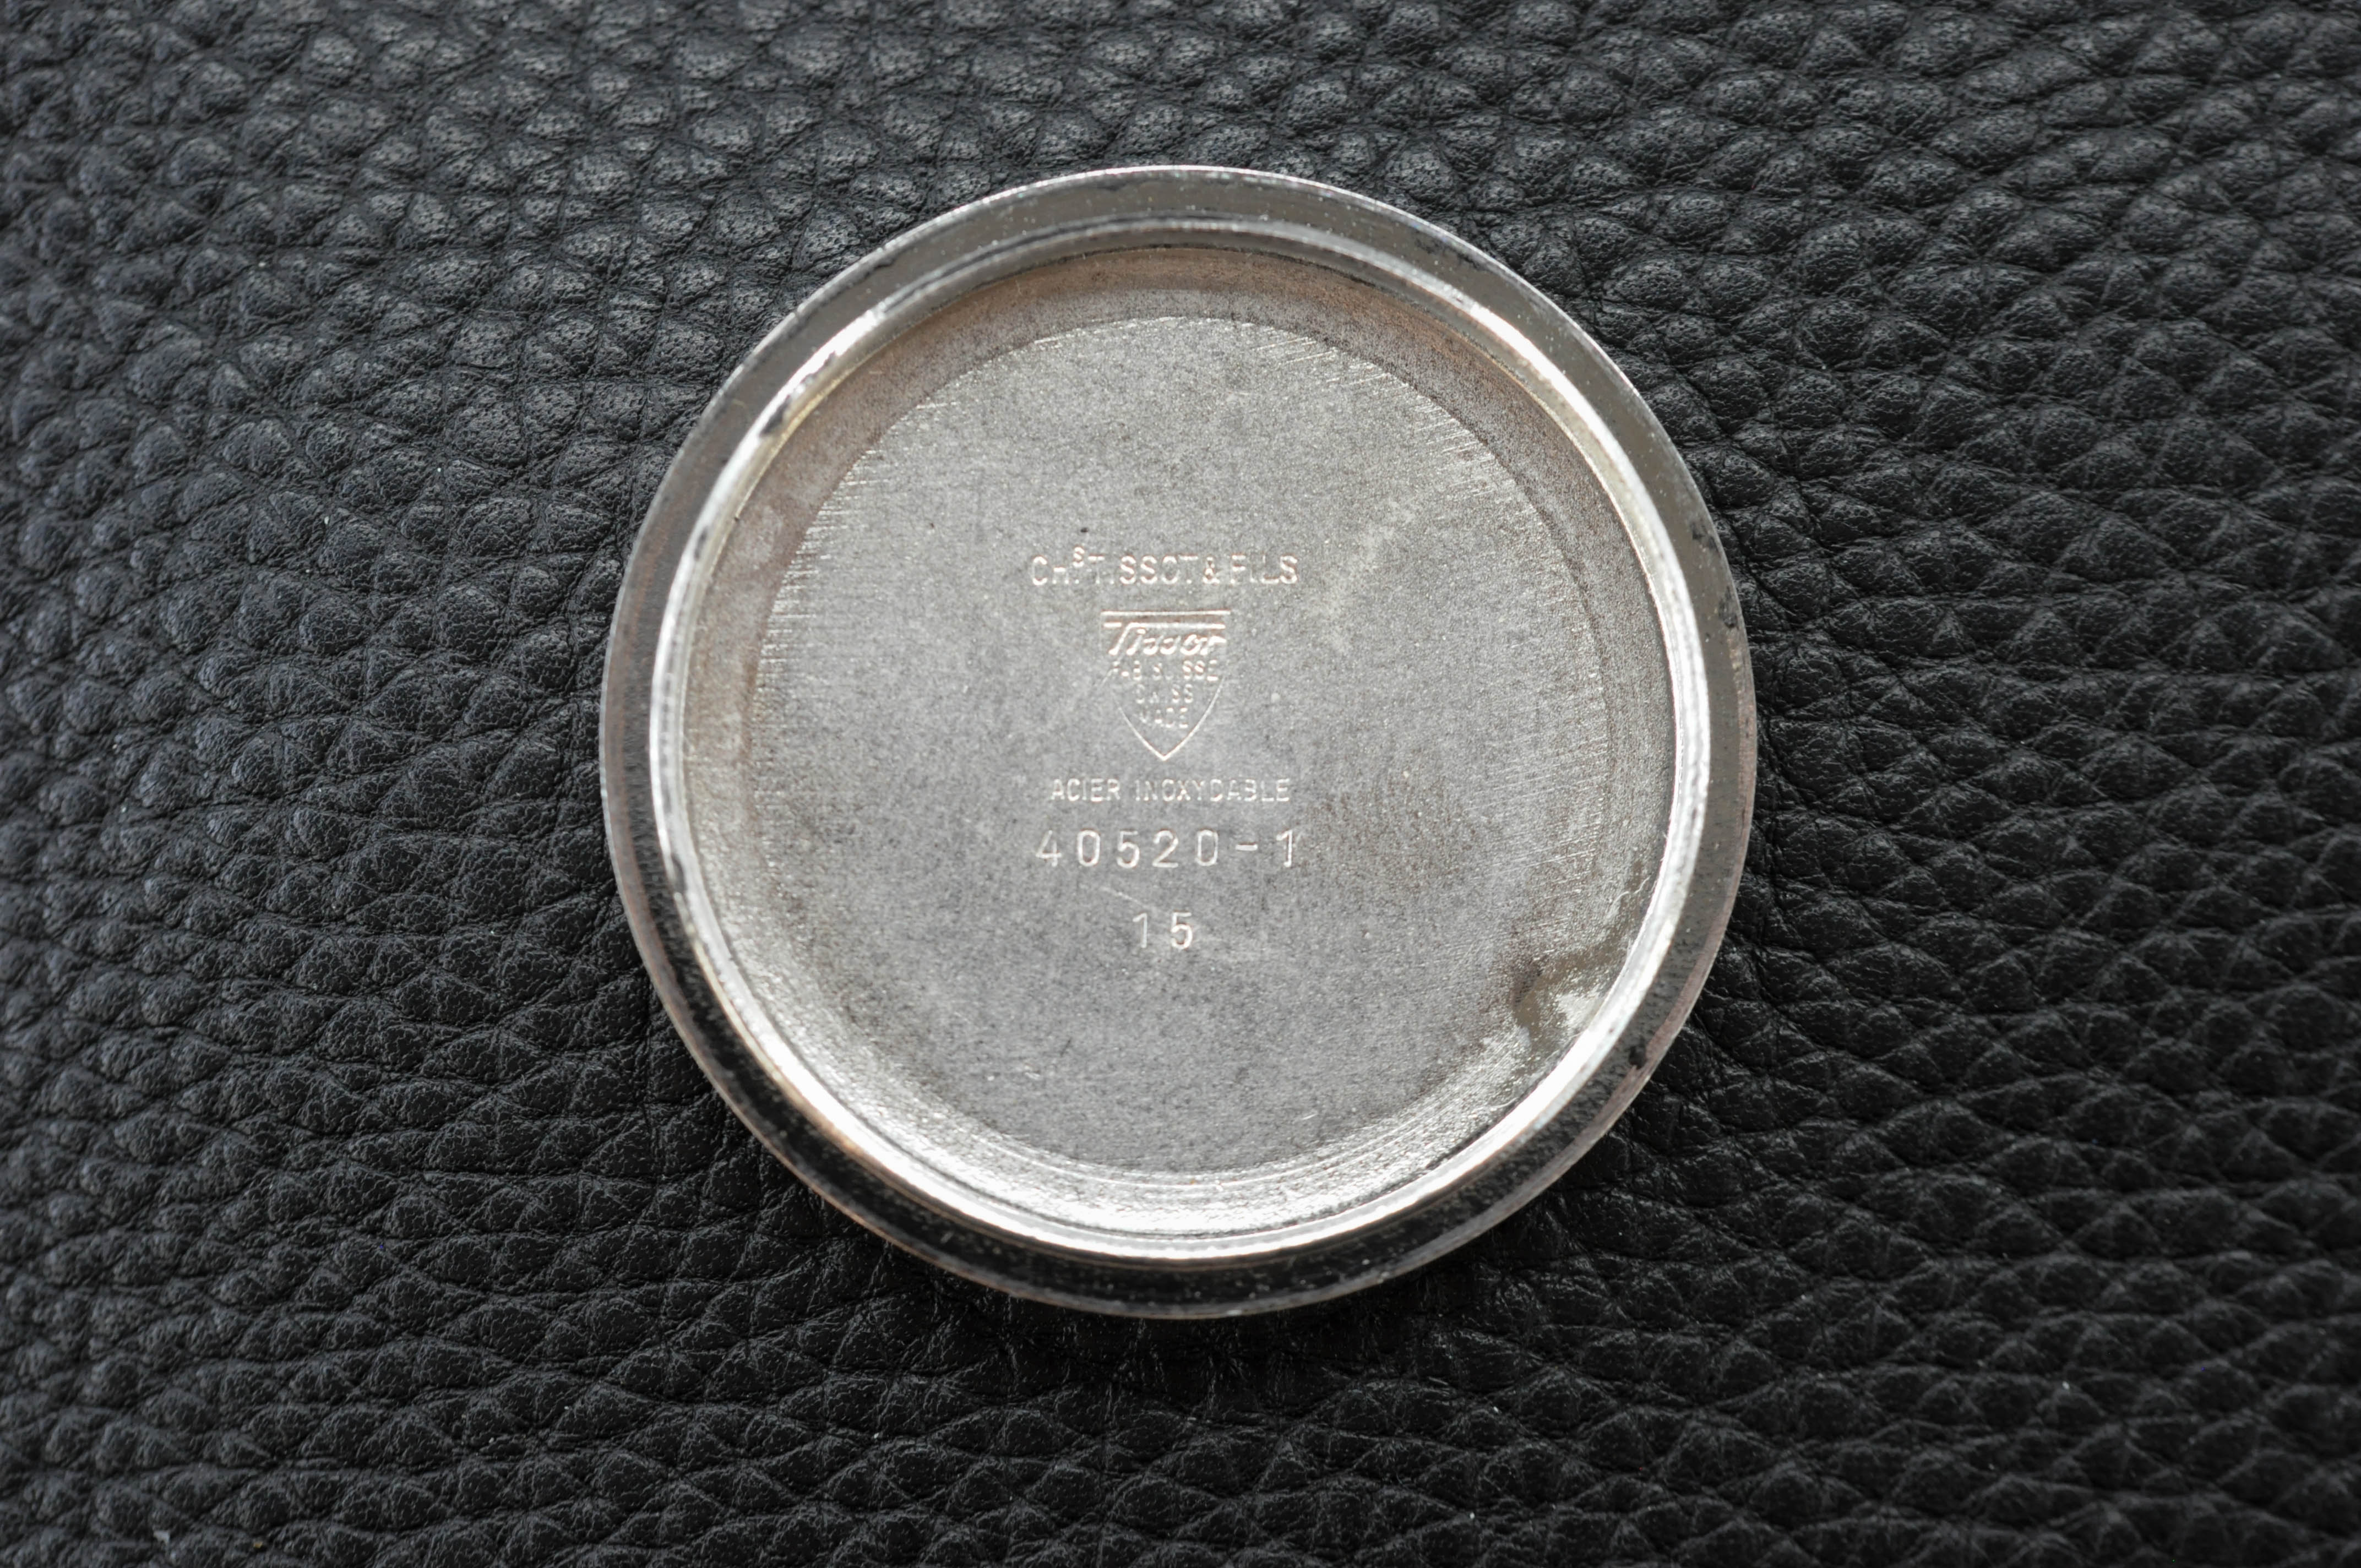 CHˢ TISSOT & FILS
Tissot
FAB SUISSE
SWISS
MADE
ACIER INOXYDABLE
40520-1
15